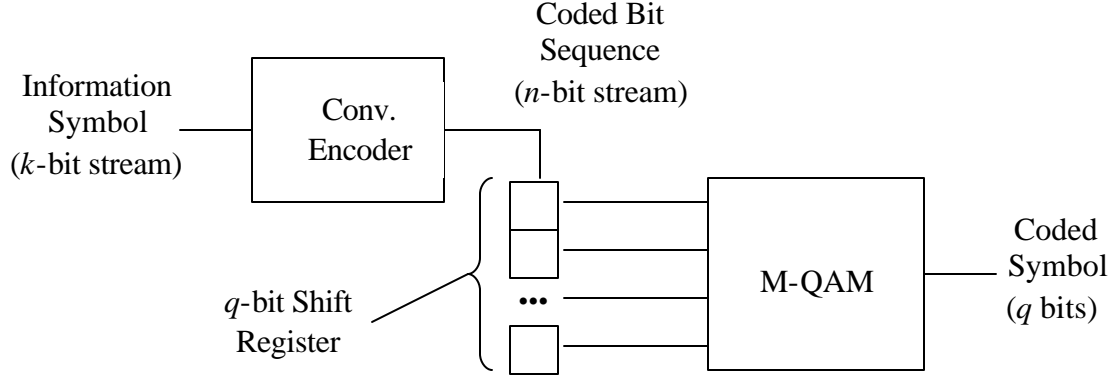 Coded Bit
Sequence
(n-bit stream)
Information
Symbol
(k-bit stream)
Conv.
Encoder
q-bit Shift
Register
•••
M-QAM
Coded
Symbol
(q bits)